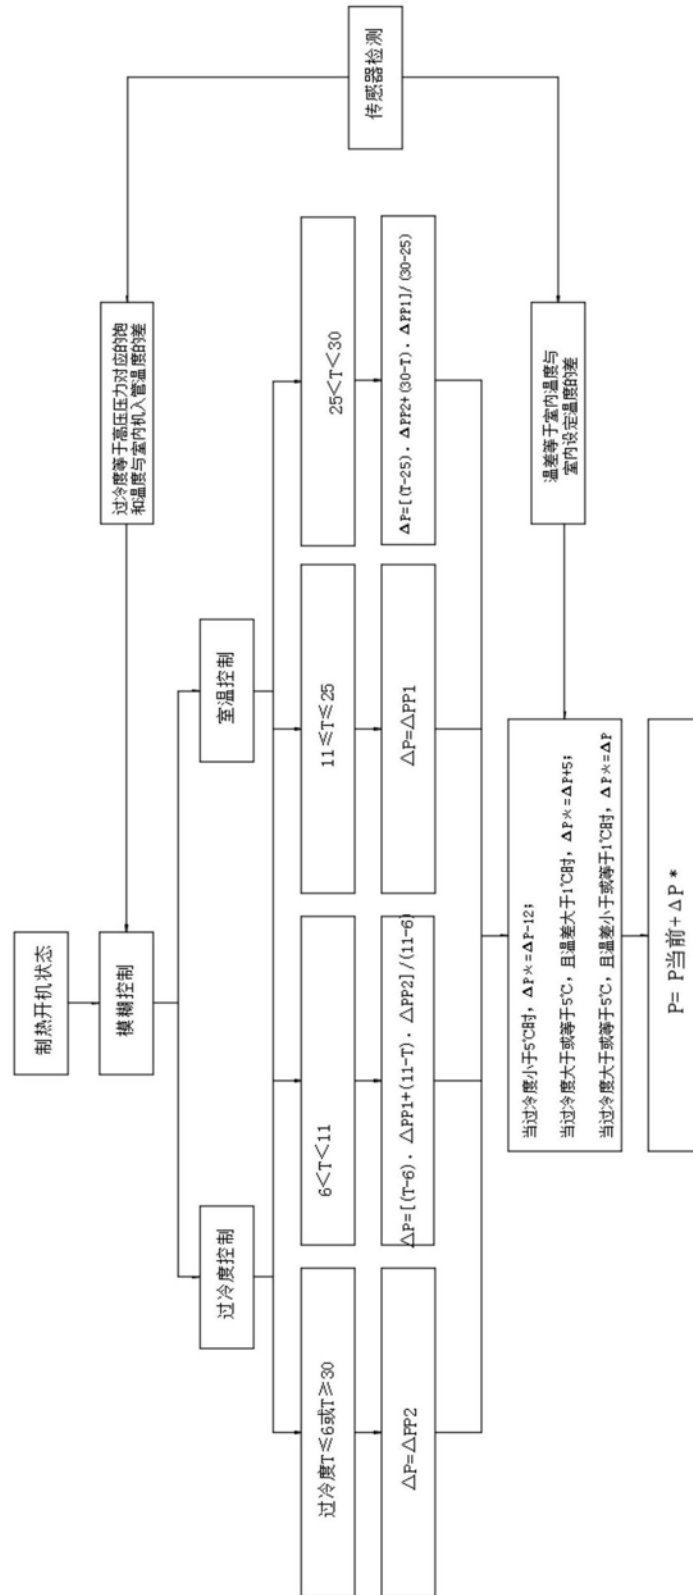 制热开机状态
模糊控制
过冷度等于高压压力对应的饱
和温度与室内机入管温度的差
传感器检测
过冷度控制
室温控制
过冷度T≤6或T≥30
6<T<11
11≤T≤25
25<T<30
△P=△PP2
△P=[(T-6). △PP1+(11-T). △PP2]/(11-6)
△P=△PP1
ΔP=[(T-25). ΔPP2+(30-T). ΔPP1]/(30-25)
当过冷度小于5℃时, ΔP*=ΔP-12;
当过冷度大于或等于5℃, 且温差大于1℃时, ΔP*=ΔP+5;
当过冷度大于或等于5℃, 且温差小于或等于1℃时, ΔP*=ΔP
温差等于室内温度与
室内设定温度的差
P= P当前+ΔP*